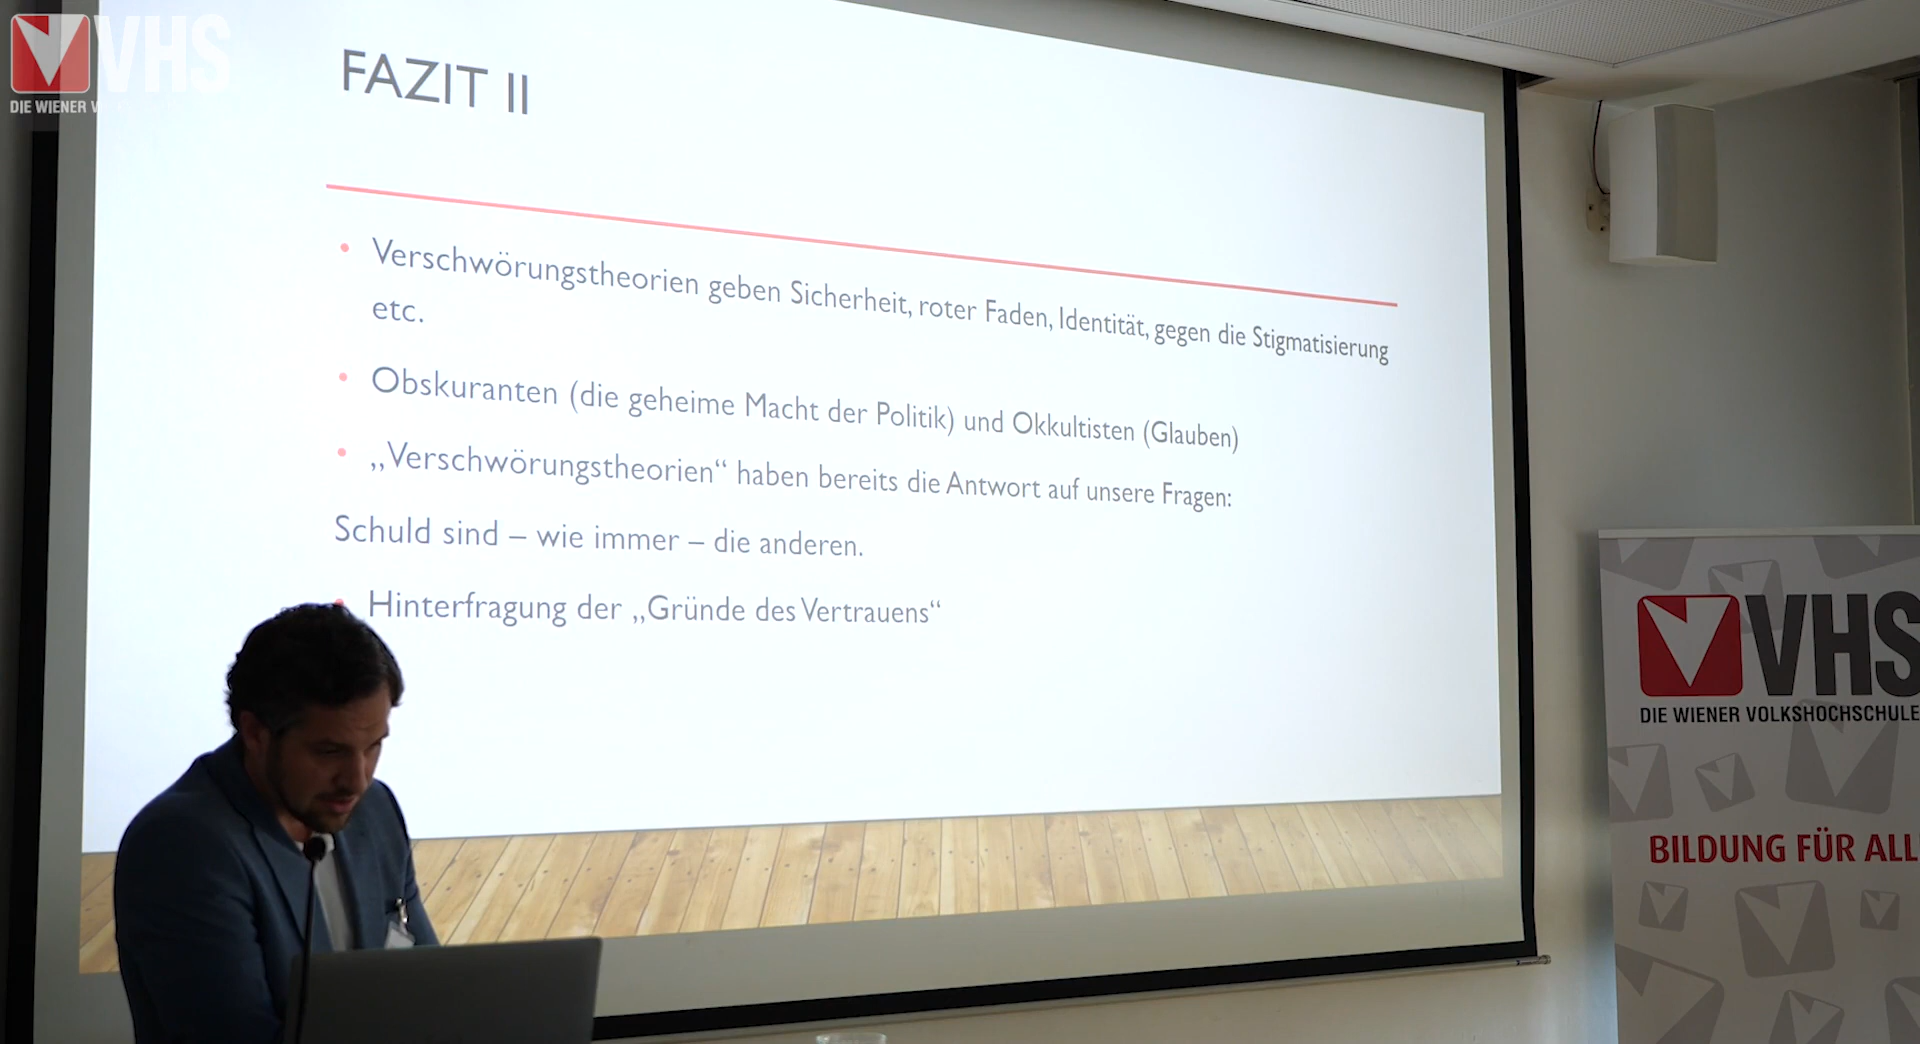 VHS
DIE WIENER V
FAZIT II
• Verschwörungstheorien geben Sicherheit, roter Faden, Identität, gegen die Stigmatisierung
etc.
• Obskuranten (die geheime Macht der Politik) und Okkultisten (Glauben)
• „Verschwörungstheorien“ haben bereits die Antwort auf unsere Fragen:
Schuld sind – wie immer – die anderen.
• Hinterfragung der „Gründe des Vertrauens“
VHS
DIE WIENER VOLKSHOCHSCHULE
BILDUNG FÜR ALL